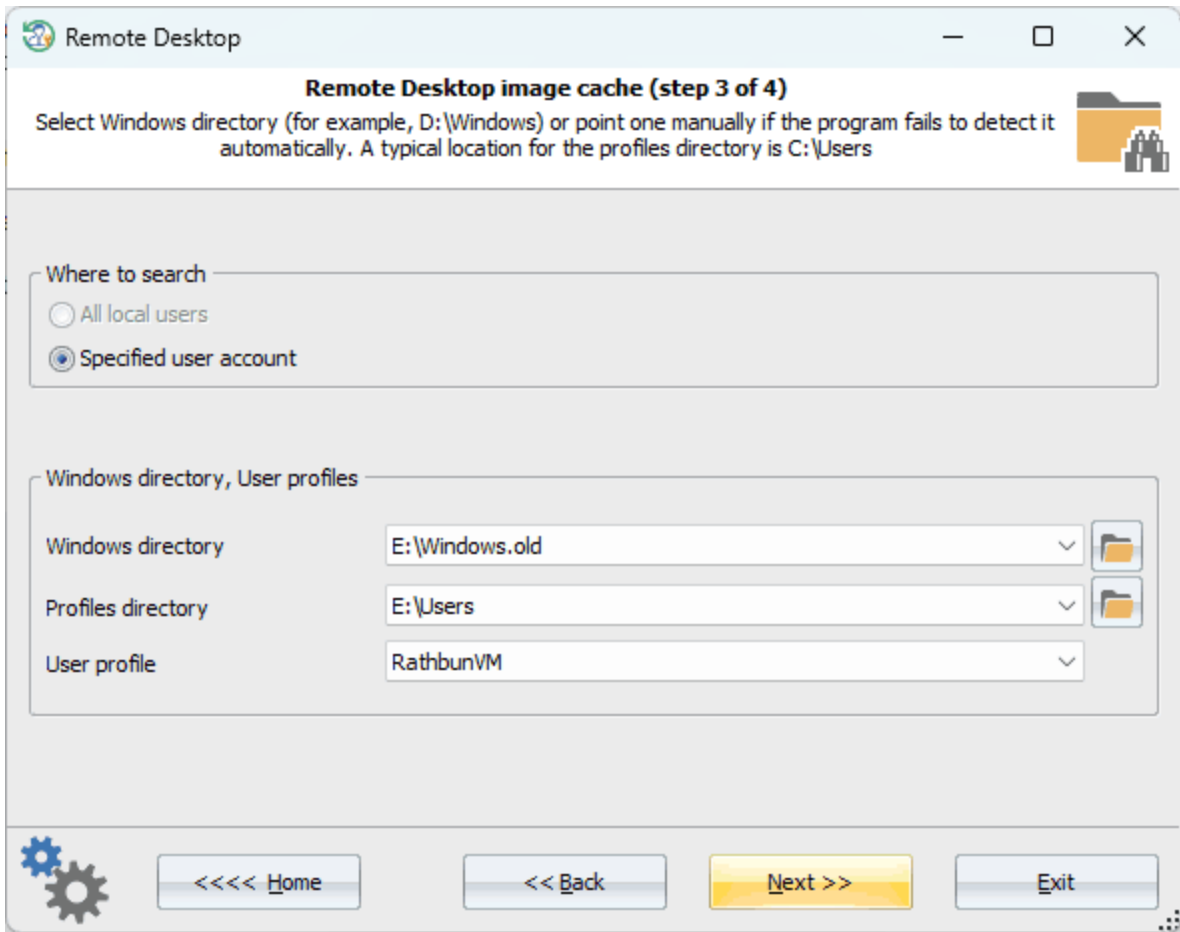 Remote Desktop
Remote Desktop image cache (step 3 of 4)
Select Windows directory (for example, D:\Windows) or point one manually if the program fails to detect it
automatically. A typical location for the profiles directory is C:\Users
Where to search
All local users
Specified user account
Windows directory, User profiles
Windows directory
E:\Windows.old
Profiles directory
E:\Users
User profile
RathbunVM
<<<< Home
<< Back
Next >>
Exit